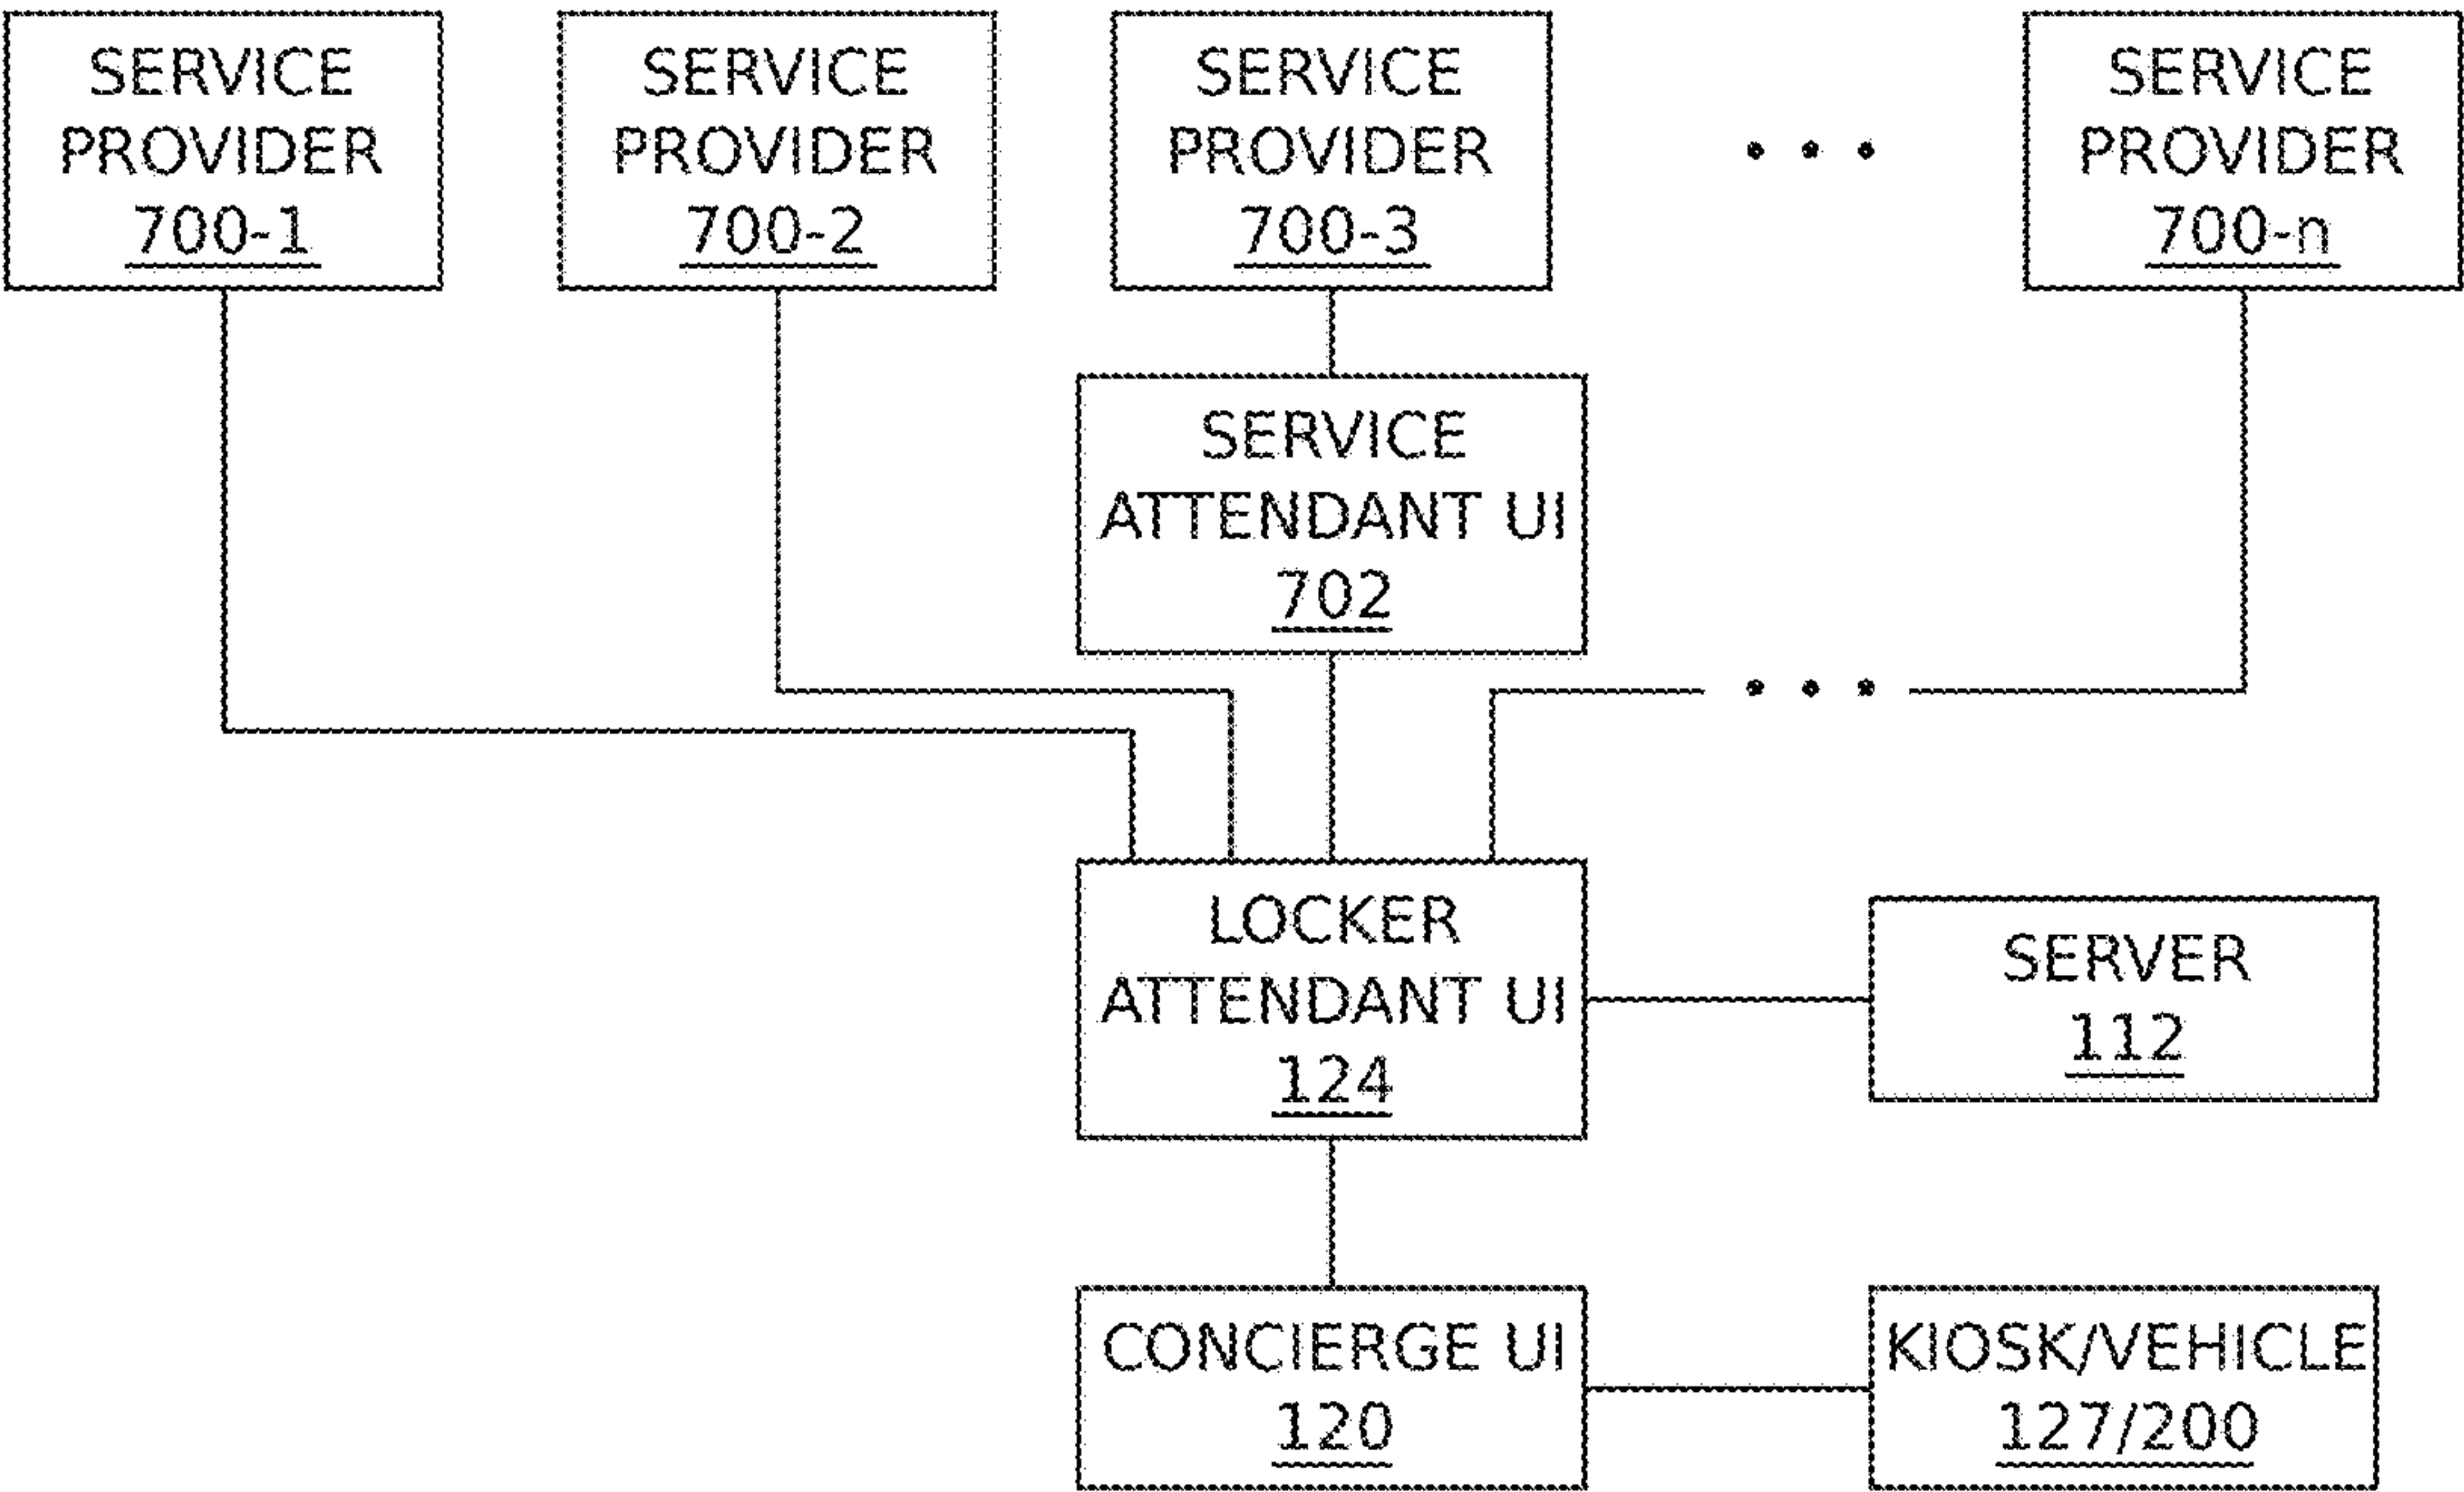 SERVICE
PROVIDER
700-1
SERVICE
PROVIDER
700-2
SERVICE
PROVIDER
700-3
• • •
SERVICE
PROVIDER
700-n
SERVICE
ATTENDANT UI
702
• • •
LOCKER
ATTENDANT UI
124
SERVER
112
CONCIERGE UI
120
KIOSK/VEHICLE
127/200